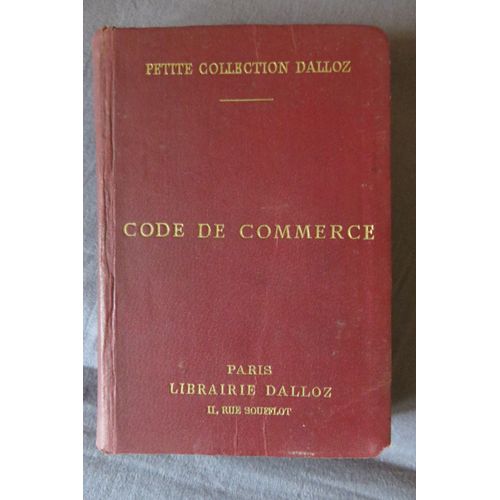 PETITE COLLECTION DALLOZ
CODE DE COMMERCE
PARIS
LIBRAIRIE DALLOZ
11, RUE SOUFFLOT